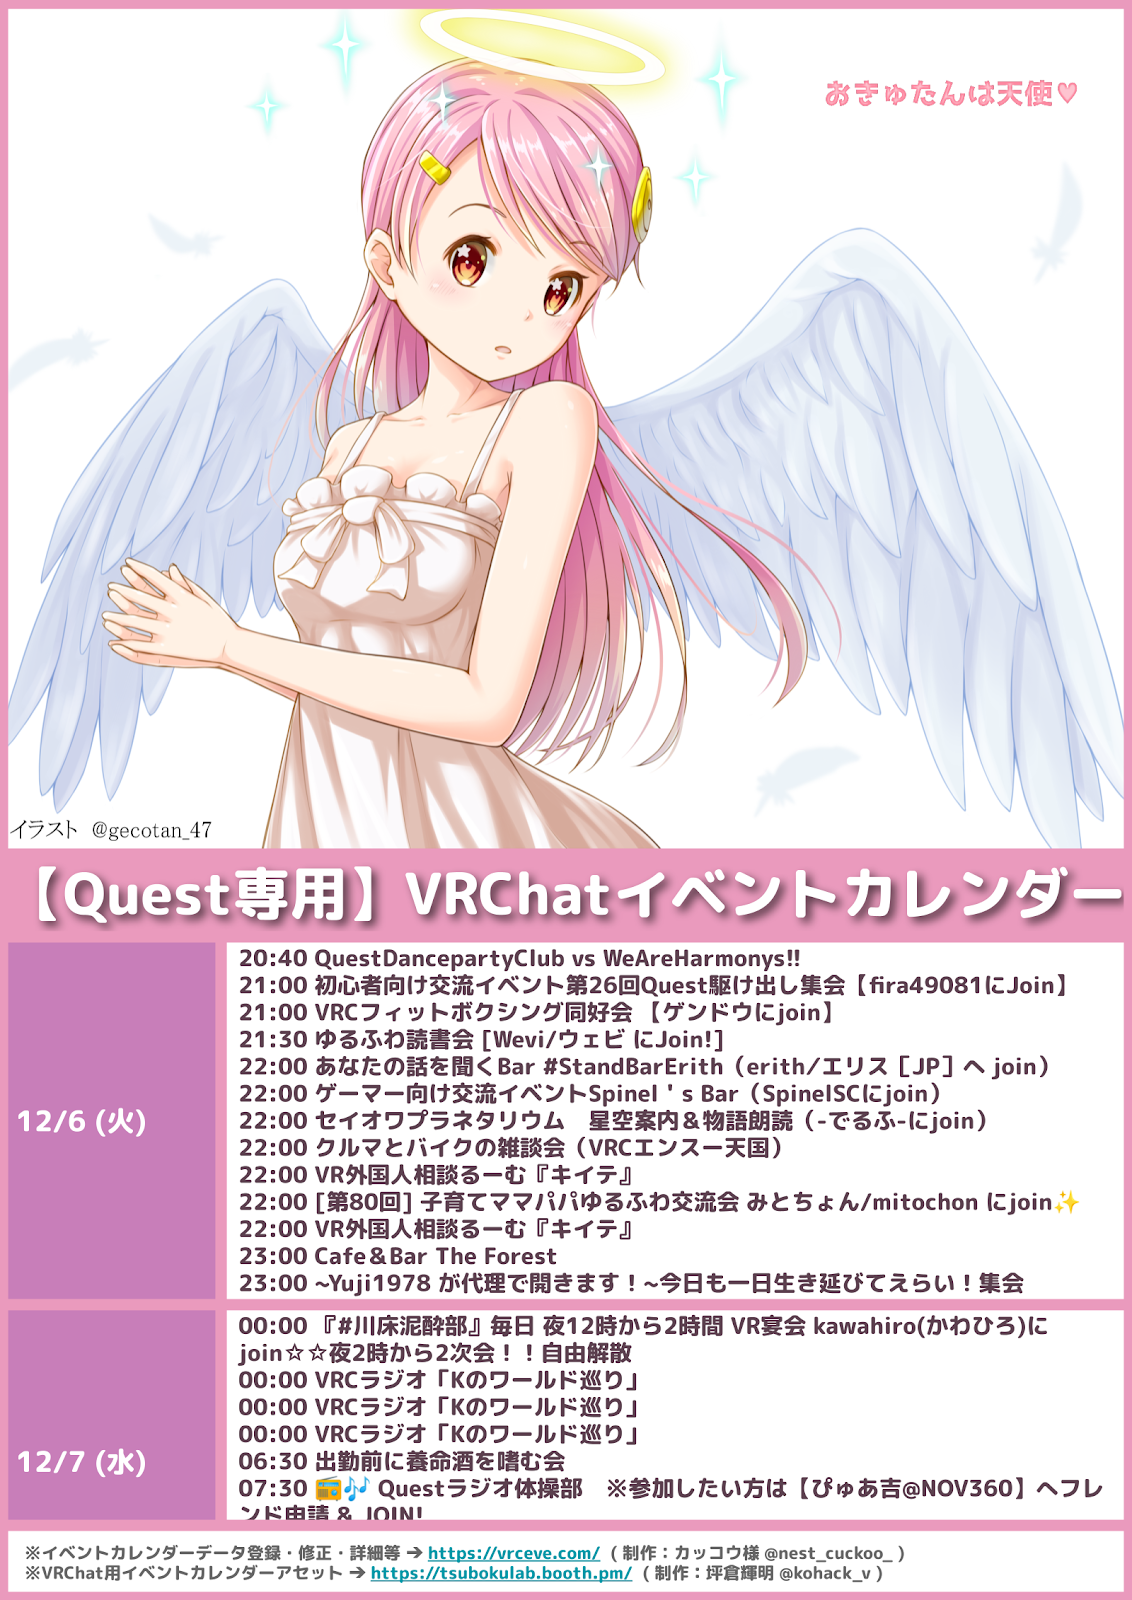 おきゅたんは天使♥
イラスト @gecotan_47
【Quest専用】VRChatイベントカレンダー
12/6 (火)
20:40 QuestDancepartyClub vs WeAreHarmonys!!
21:00 初心者向け交流イベント第26回Quest駆け出し集会【fira49081にJoin】
21:00 VRCフィットボクシング同好会 【ゲンドウにjoin】
21:30 ゆるふわ読書会 [Wevi/ウェビ にJoin!]
22:00 あなたの話を聞くBar #StandBarErith（erith/エリス［JP］へ join）
22:00 ゲーマー向け交流イベントSpinel ' s Bar（SpinelSCにjoin）
22:00 セイオワプラネタリウム　星空案内＆物語朗読（-でるふ-にjoin）
22:00 クルマとバイクの雑談会（VRCエンスー天国）
22:00 VR外国人相談るーむ『キイテ』
22:00 [第80回] 子育てママパパゆるふわ交流会 みとちょん/mitochon にjoin✨
22:00 VR外国人相談るーむ『キイテ』
23:00 Cafe＆Bar The Forest
23:00 ~Yuji1978 が代理で開きます！~今日も一日生き延びてえらい！集会
12/7 (水)
00:00 『#川床泥酔部』毎日 夜12時から2時間 VR宴会 kawahiro(かわひろ)に
join☆☆夜2時から2次会！！自由解散
00:00 VRCラジオ「Kのワールド巡り」
00:00 VRCラジオ「Kのワールド巡り」
00:00 VRCラジオ「Kのワールド巡り」
06:30 出勤前に養命酒を嗜む会
07:30 📻🎶 Questラジオ体操部　※参加したい方は【ぴゅあ吉@NOV360】へフレ
ンド申請 & JOIN!
※イベントカレンダーデータ登録・修正・詳細等 ➔ https://vrceve.com/ ( 制作：カッコウ様 @nest_cuckoo_ )
※VRChat用イベントカレンダーアセット ➔ https://tsubokulab.booth.pm/ ( 制作：坪倉輝明 @kohack_v )